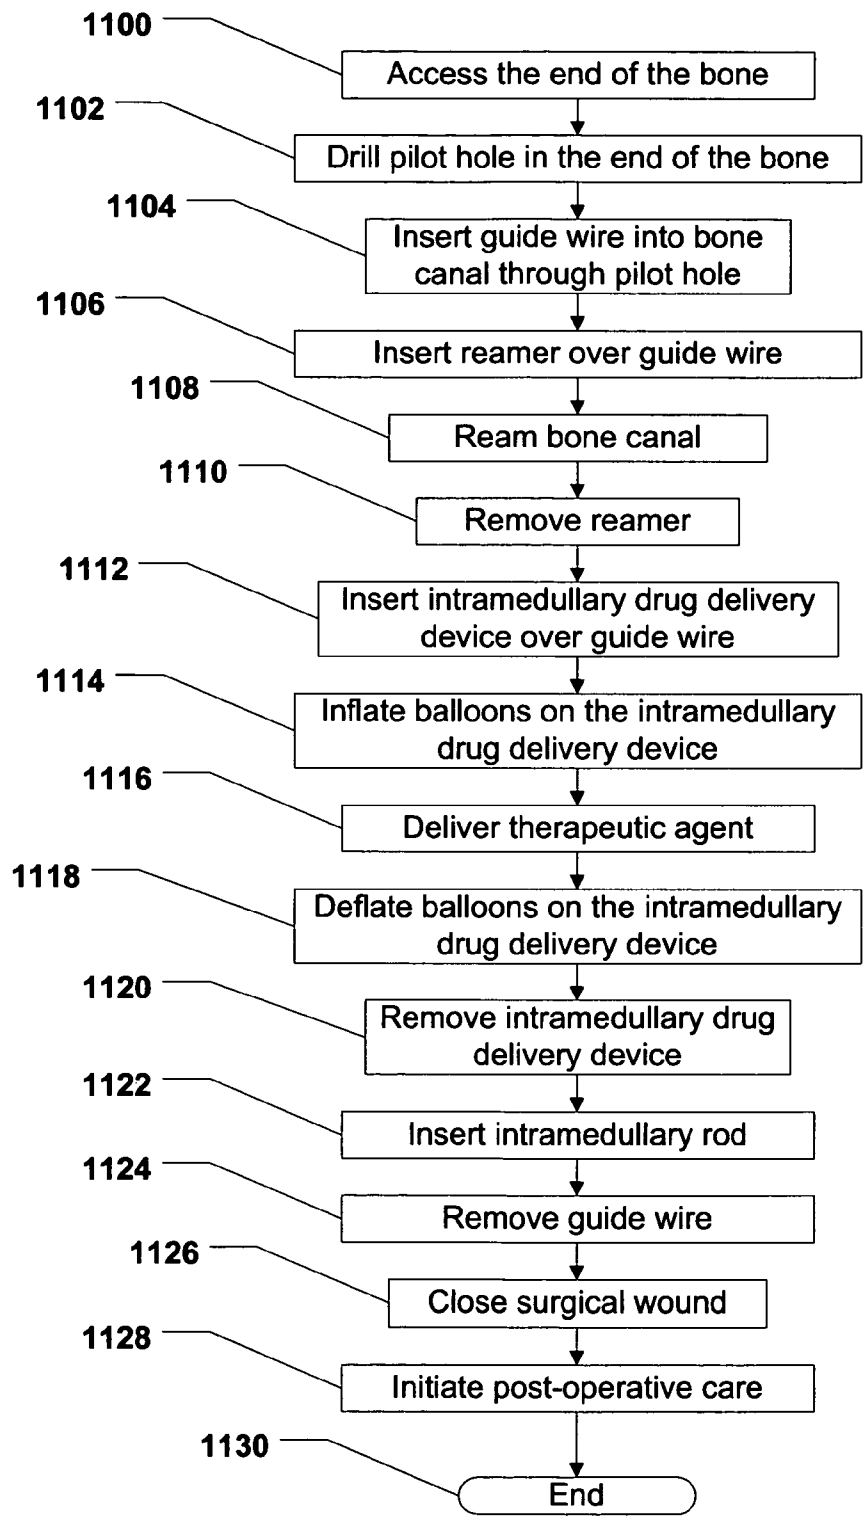 1100
Access the end of the bone
1102
Drill pilot hole in the end of the bone
1104
Insert guide wire into bone
canal through pilot hole
1106
Insert reamer over guide wire
1108
Ream bone canal
1110
Remove reamer
1112
Insert intramedullary drug delivery
device over guide wire
1114
Inflate balloons on the intramedullary
drug delivery device
1116
Deliver therapeutic agent
1118
Deflate balloons on the intramedullary
drug delivery device
1120
Remove intramedullary drug
delivery device
1122
Insert intramedullary rod
1124
Remove guide wire
1126
Close surgical wound
1128
Initiate post-operative care
1130
End